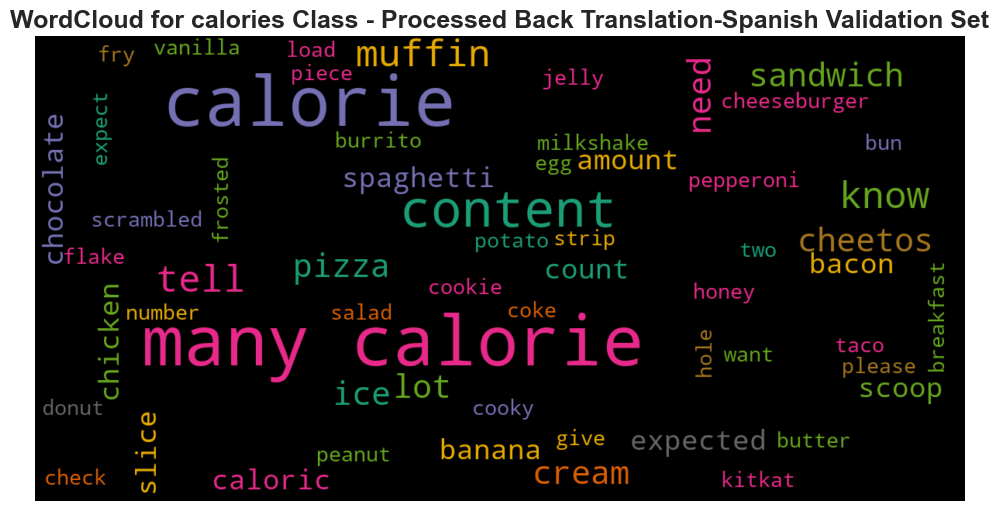 WordCloud for calories Class - Processed Back Translation-Spanish Validation Set
fry vanilla load muffin
piece jelly need sandwich
calorie cheeseburger
expect burrito milkshake bun
chocolate egg amount
frosted spaghetti pepperoni know
scrambled content
flake potato strip two cheetos
tell pizza count bacon
chicken cookie honey breakfast
number salad coke
many calorie hole want taco
please
ice lot scoop
donut cooky
slice banana give expected butter
peanut
check caloric cream kitkat